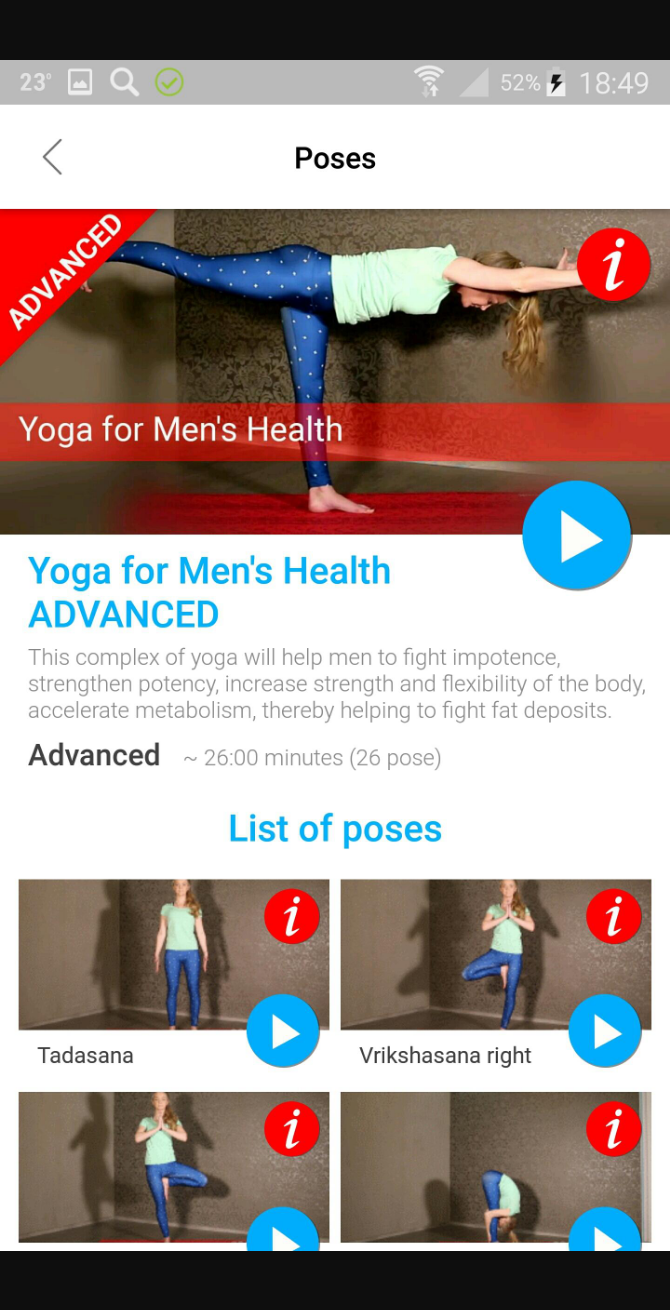 23°
52%
18:49
Poses
ADVANCED
i
Yoga for Men's Health
Yoga for Men's Health
ADVANCED
This complex of yoga will help men to fight impotence,
strengthen potency, increase strength and flexibility of the body,
accelerate metabolism, thereby helping to fight fat deposits.
Advanced ~ 26:00 minutes (26 pose)
List of poses
i
i
Tadasana
Vrikshasana right
i
i